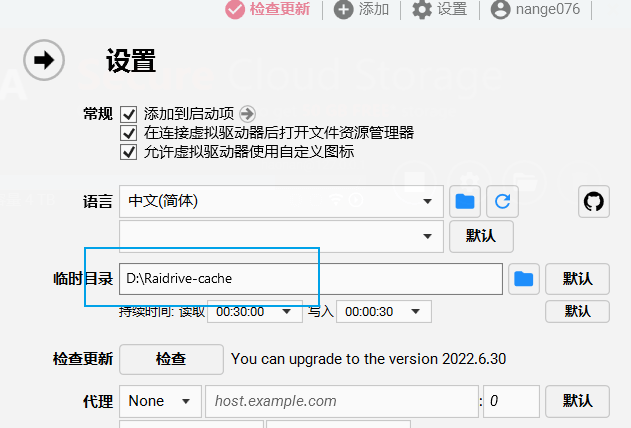 检查更新 添加 设置 nange076
设置
Cloud Storage
常规 添加到启动项
在连接虚拟驱动器后打开文件资源管理器
允许虚拟驱动器使用自定义图标
语言 中文(简体)
默认
临时目录 D:\Raidrive-cache 默认
持续时间: 读取 00:30:00 写入 00:00:30 默认
检查更新 检查 You can upgrade to the version 2022.6.30
代理 None host.example.com : 0 默认